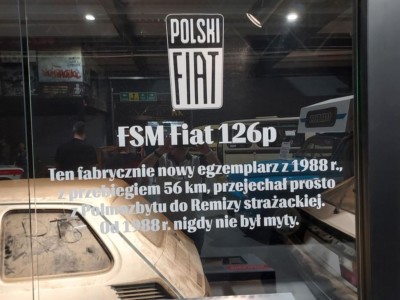 POLSKI
FIAT
FSM Fiat 126p -
Ten fabrycznie nowy egzemplarz z 1988 r.,
z przebiegiem 56 km, przejechał prosto
z Polmozbytu do Remizy strażackiej.
Od 1988 r. nigdy nie był myty.